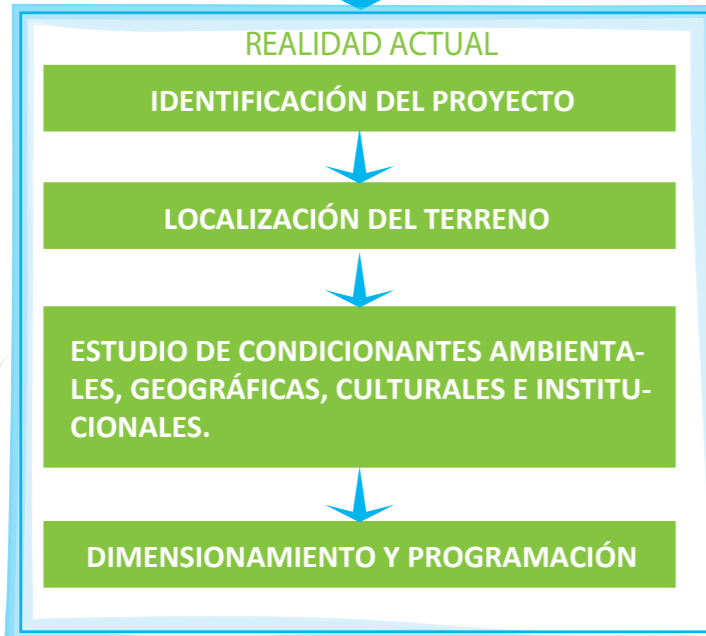 REALIDAD ACTUAL
IDENTIFICACIÓN DEL PROYECTO
LOCALIZACIÓN DEL TERRENO
ESTUDIO DE CONDICIONANTES AMBIENTA-
LES, GEOGRÁFICAS, CULTURALES E INSTITU-
CIONALES.
DIMENSIONAMIENTO Y PROGRAMACIÓN